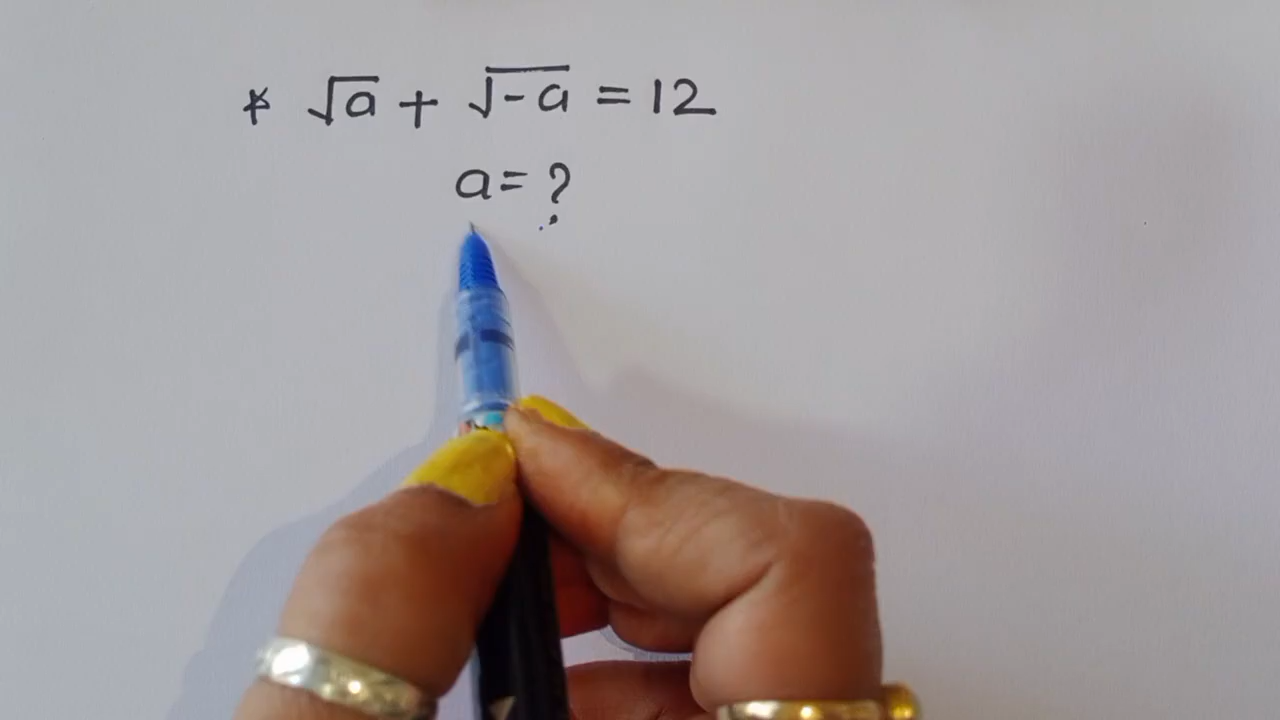 * √a + √-a = 12
a = ?